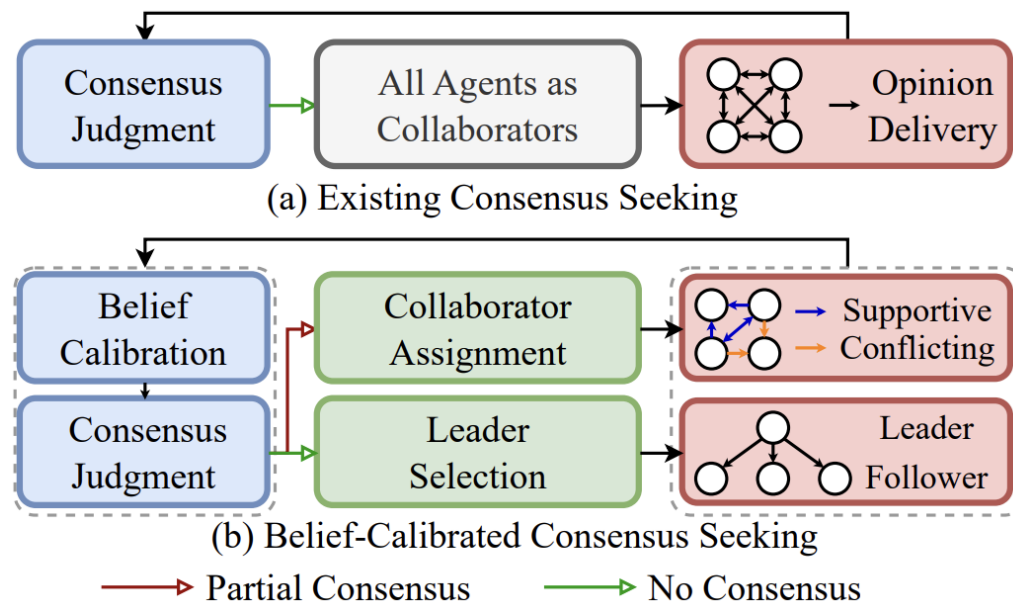 Consensus
Judgment
All Agents as
Collaborators
Opinion
Delivery
(a) Existing Consensus Seeking
Belief
Calibration
Collaborator
Assignment
Supportive
Conflicting
Consensus
Judgment
Leader
Selection
Leader
Follower
(b) Belief-Calibrated Consensus Seeking
Partial Consensus
No Consensus